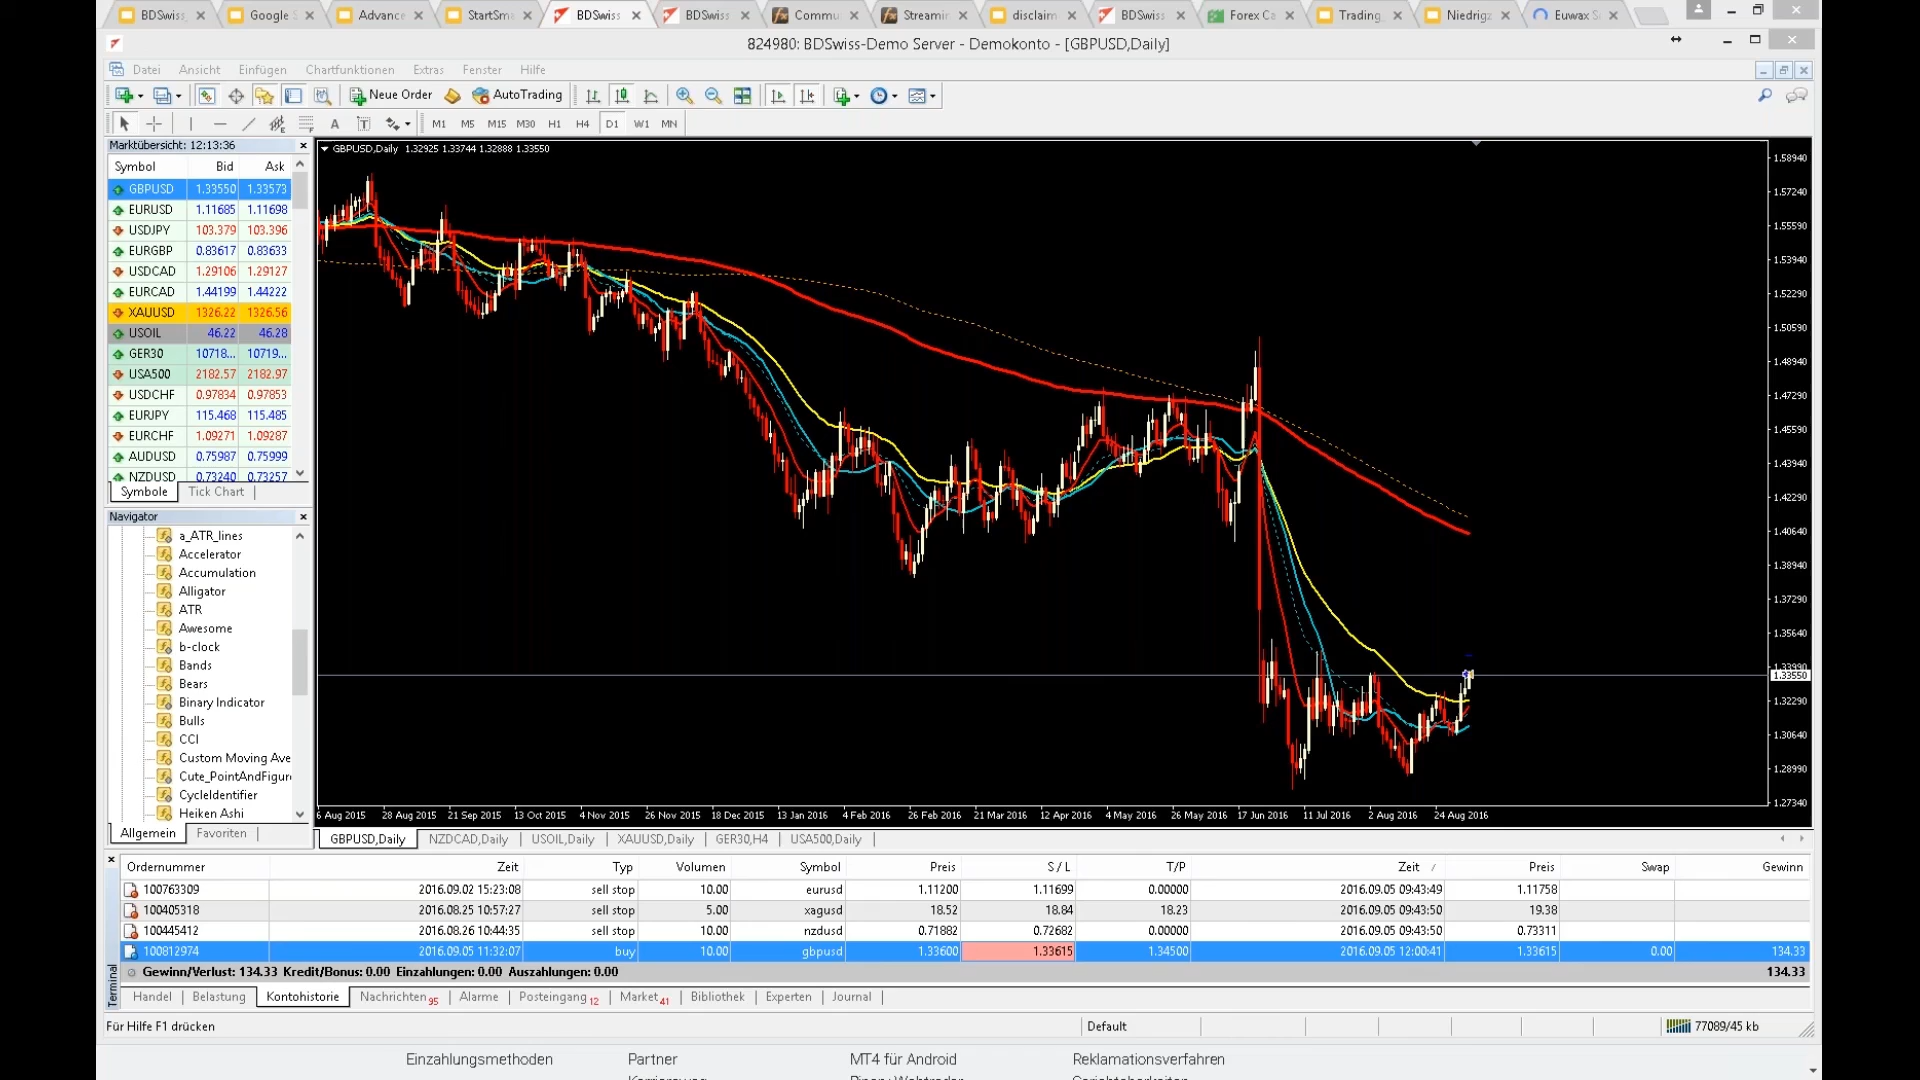 BDSwiss Google Advance StartSm BDSwiss BDSwiss Commu Streamin disclaim BDSwiss Forex Ca Trading Niedrigz Euwax S
824980: BDSwiss-Demo Server - Demokonto - [GBPUSD,Daily]
Datei Ansicht Einfügen Chartfunktionen Extras Fenster Hilfe
Neue Order AutoTrading
A T M1 M5 M15 M30 H1 H4 D1 W1 MN
Marktübersicht: 12:13:36
Symbol Bid Ask
GBPUSD 1.33550 1.33573
EURUSD 1.11685 1.11698
USDJPY 103.379 103.396
EURGBP 0.83617 0.83633
USDCAD 1.29106 1.29127
EURCAD 1.44199 1.44222
XAUUSD 1326.22 1326.56
USOIL 46.22 46.28
GER30 10718... 10719...
USA500 2182.57 2182.97
USDCHF 0.97834 0.97853
EURJPY 115.468 115.485
EURCHF 1.09271 1.09287
AUDUSD 0.75987 0.75999
NZDUSD 0.73240 0.73257
Symbole Tick Chart
Navigator
a_ATR_lines
Accelerator
Accumulation
Alligator
ATR
Awesome
b-clock
Bands
Bears
Binary Indicator
Bulls
CCI
Custom Moving Ave
Cute_PointAndFigur
CycleIdentifier
Heiken Ashi
Allgemein Favoriten
GBPUSD,Daily 1.32925 1.33744 1.32888 1.33550
1.58940
1.57240
1.55590
1.53940
1.52290
1.50590
1.48940
1.47290
1.45590
1.43940
1.42290
1.40640
1.38940
1.37290
1.35640
1.33990
1.33550
1.32290
1.30640
1.28990
1.27340
6 Aug 2015 28 Aug 2015 21 Sep 2015 13 Oct 2015 4 Nov 2015 26 Nov 2015 18 Dec 2015 13 Jan 2016 4 Feb 2016 26 Feb 2016 21 Mar 2016 12 Apr 2016 4 May 2016 26 May 2016 17 Jun 2016 11 Jul 2016 2 Aug 2016 24 Aug 2016
GBPUSD,Daily NZDCAD,Daily USOIL,Daily XAUUSD,Daily GER30,H4 USA500,Daily
Ordernummer Zeit Typ Volumen Symbol Preis S / L T/P Zeit / Preis Swap Gewinn
100763309 2016.09.02 15:23:08 sell stop 10.00 eurusd 1.11200 1.11699 0.00000 2016.09.05 09:43:49 1.11758
100405318 2016.08.25 10:57:27 sell stop 5.00 xagusd 18.52 18.84 18.23 2016.09.05 09:43:50 19.38
100445412 2016.08.26 10:44:35 sell stop 10.00 nzdusd 0.71882 0.72682 0.00000 2016.09.05 09:43:50 0.73311
100812974 2016.09.05 11:32:07 buy 10.00 gbpusd 1.33600 1.33615 1.34500 2016.09.05 12:00:41 1.33615 0.00 134.33
Gewinn/Verlust: 134.33 Kredit/Bonus: 0.00 Einzahlungen: 0.00 Auszahlungen: 0.00 134.33
Terminal
Handel Belastung Kontohistorie Nachrichten 95 Alarme Posteingang 12 Market 41 Bibliothek Experten Journal
Für Hilfe F1 drücken Default 77089/45 kb
Einzahlungsmethoden Partner MT4 für Android Reklamationsverfahren